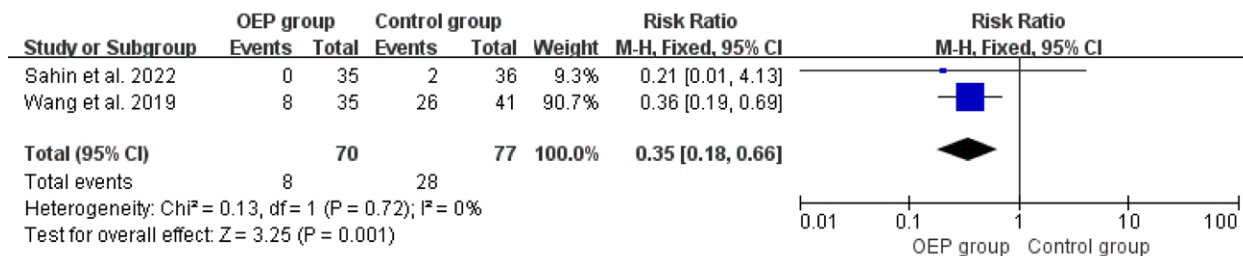 OEP group Control group Risk Ratio Risk Ratio
Study or Subgroup Events Total Events Total Weight M-H, Fixed, 95% CI M-H, Fixed, 95% CI
Sahin et al. 2022 0 35 2 36 9.3% 0.21 [0.01, 4.13]
Wang et al. 2019 8 35 26 41 90.7% 0.36 [0.19, 0.69]
Total (95% CI) 70 77 100.0% 0.35 [0.18, 0.66]
Total events 8 28
Heterogeneity: Chi² = 0.13, df = 1 (P = 0.72); I² = 0%
Test for overall effect: Z = 3.25 (P = 0.001)
0.01 0.1 1 10 100
OEP group Control group